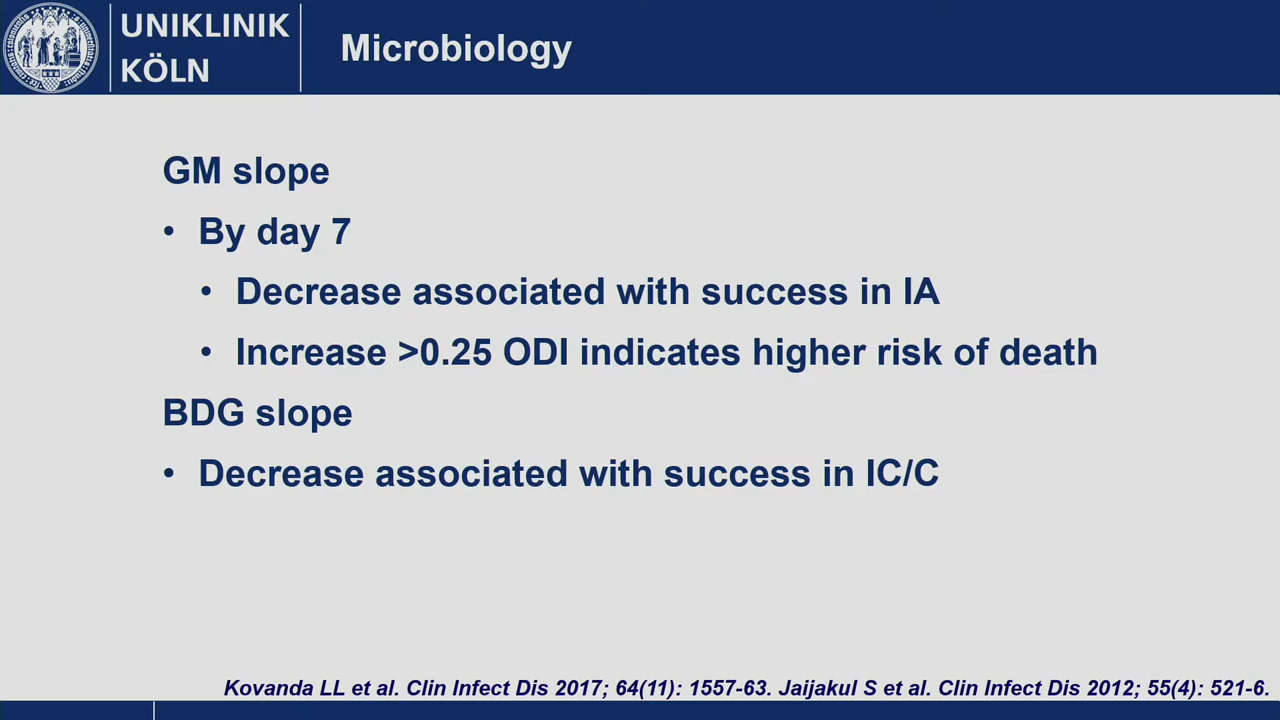 UNIKLINIK
KÖLN
Microbiology
GM slope
• By day 7
• Decrease associated with success in IA
• Increase >0.25 ODI indicates higher risk of death
BDG slope
• Decrease associated with success in IC/C
Kovanda LL et al. Clin Infect Dis 2017; 64(11): 1557-63. Jaijakul S et al. Clin Infect Dis 2012; 55(4): 521-6.